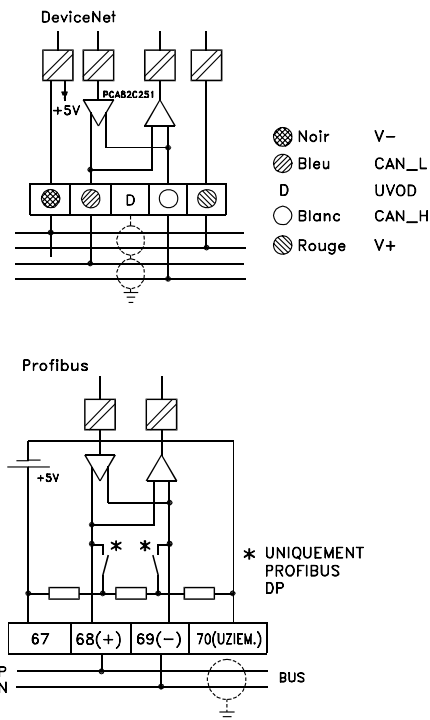 DeviceNet
PCA82C251
+5V
Noir V-
Bleu CAN_L
D UVOD
Blanc CAN_H
Rouge V+
D
Profibus
+5V
* *
* UNIQUEMENT
PROFIBUS
DP
67 68(+) 69(-) 70(UZIEM.)
P
N
BUS